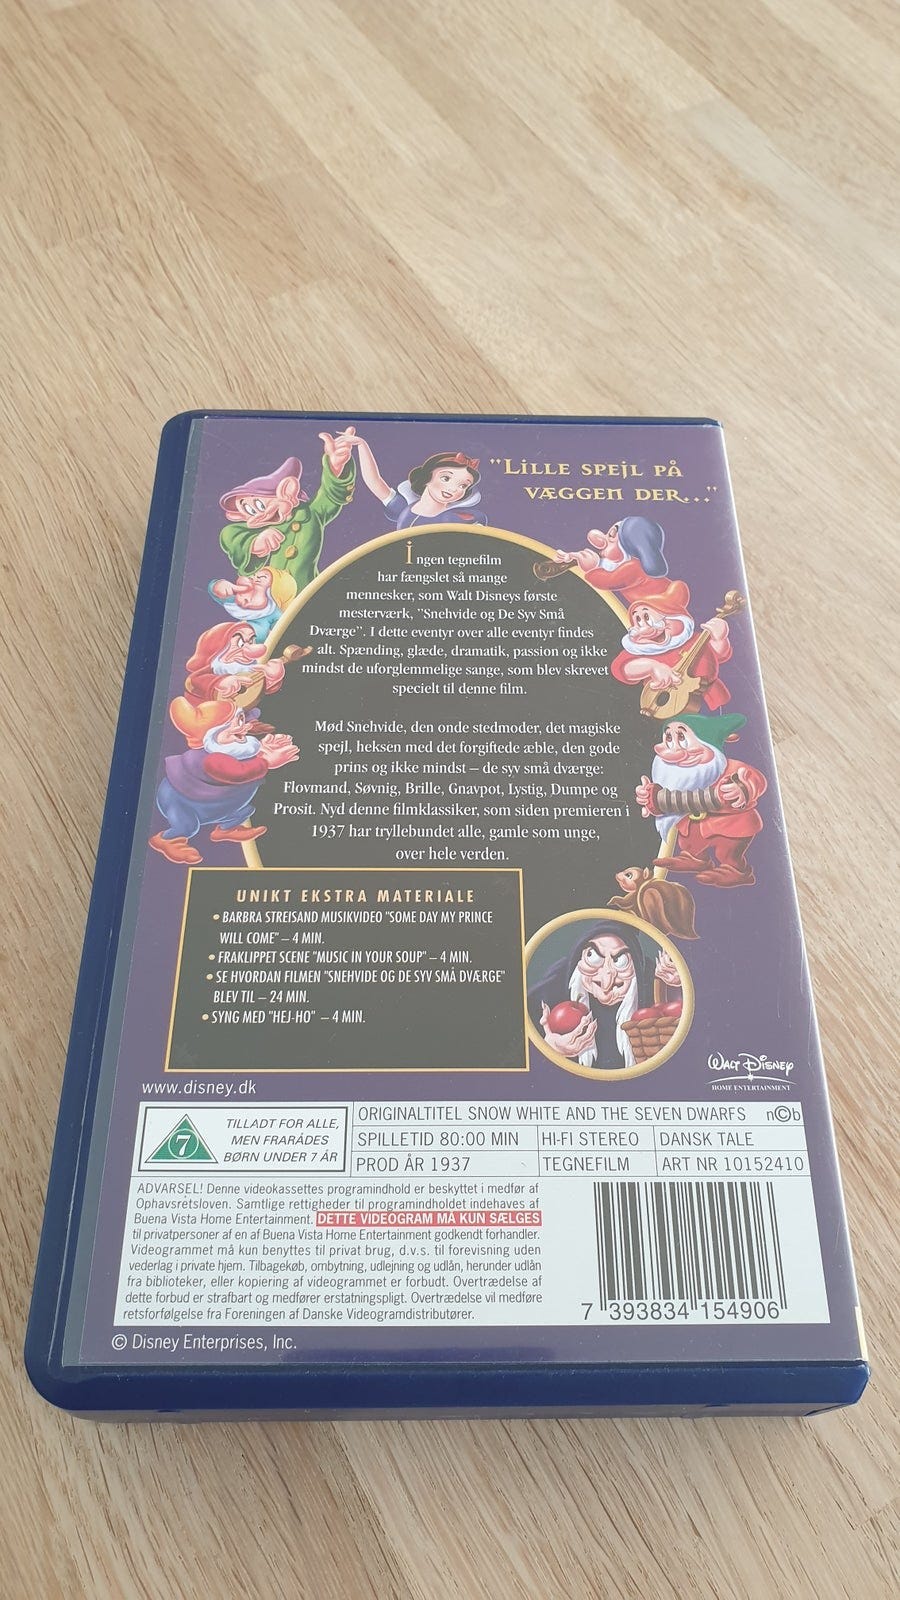 "LILLE SPEJL PÅ
VÆGGEN DER..."
Ingen tegnefilm
har fængslet så mange
mennesker, som Walt Disneys første
mesterværk, "Snehvide og De Syv Små
Dværge". I dette eventyr over alle eventyr findes
alt. Spænding, glæde, dramatik, passion og ikke
mindst de uforglemmelige sange, som blev skrevet
specielt til denne film.
Mød Snehvide, den onde stedmoder, det magiske
spejl, heksen med det forgiftede æble, den gode
prins og ikke mindst – de syv små dværge:
Flovmand, Søvnig, Brille, Gnavpot, Lystig, Dumpe og
Prosit. Nyd denne filmklassiker, som siden premieren i
1937 har tryllebundet alle, gamle som unge,
over hele verden.
UNIKT EKSTRA MATERIALE
• BARBRA STREISAND MUSIKVIDEO "SOME DAY MY PRINCE
WILL COME" – 4 MIN.
• FRAKLIPPET SCENE "MUSIC IN YOUR SOUP" – 4 MIN.
• SE HVORDAN FILMEN "SNEHVIDE OG DE SYV SMÅ DVÆRGE"
BLEV TIL – 24 MIN.
• SYNG MED "HEJ-HO" – 4 MIN.
WALT DISNEY
HOME ENTERTAINMENT
www.disney.dk
7
TILLADT FOR ALLE,
MEN FRARÅDES
BØRN UNDER 7 ÅR
ORIGINALTITEL SNOW WHITE AND THE SEVEN DWARFS n©b
SPILLETID 80:00 MIN HI-FI STEREO DANSK TALE
PROD ÅR 1937 TEGNEFILM ART NR 10152410
ADVARSEL! Denne videokassettes programindhold er beskyttet i medfør af
Ophavsretsloven. Samtlige rettigheder til programindholdet indehaves af
Buena Vista Home Entertainment. DETTE VIDEOGRAM MÅ KUN SÆLGES
til privatpersoner af en af Buena Vista Home Entertainment godkendt forhandler.
Videogrammet må kun benyttes til privat brug, d.v.s. til forevisning uden
vederlag i private hjem. Tilbagekøb, ombytning, udlejning og udlån, herunder udlån
fra biblioteker, eller kopiering af videogrammet er forbudt. Overtrædelse af
dette forbud er strafbart og medfører erstatningspligt. Overtrædelse vil medføre
retsforfølgelse fra Foreningen af Danske Videogramdistributører.
7 393834 154906
© Disney Enterprises, Inc.